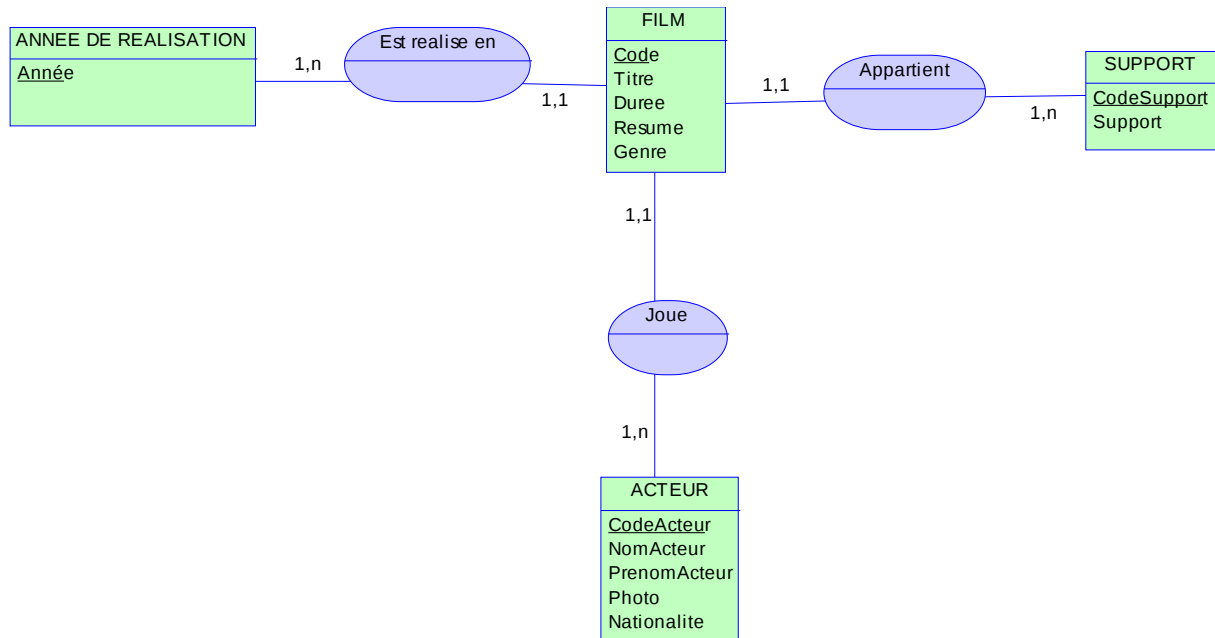 ANNEE DE REALISATION
Année
1,n
Est realise en
1,1
FILM
Code
Titre
Duree
Resume
Genre
1,1
Appartient
1,n
SUPPORT
CodeSupport
Support
1,1
Joue
1,n
ACTEUR
CodeActeur
NomActeur
PrenomActeur
Photo
Nationalite